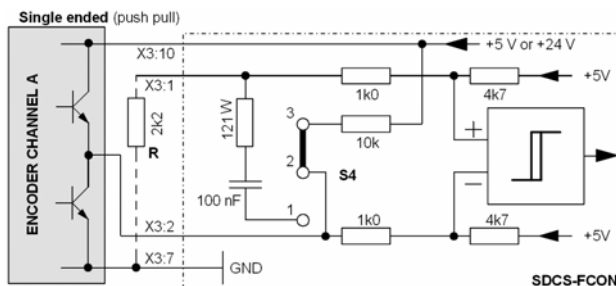 Single ended (push pull)
ENCODER CHANNEL A
X3:10
+5 V or +24 V
X3:1
+5V
1k0
4k7
2k2
R
121W
3
10k
2
S4
+
−
100 nF
1
X3:2
1k0
4k7
+5V
X3:7
GND
SDCS-FCON